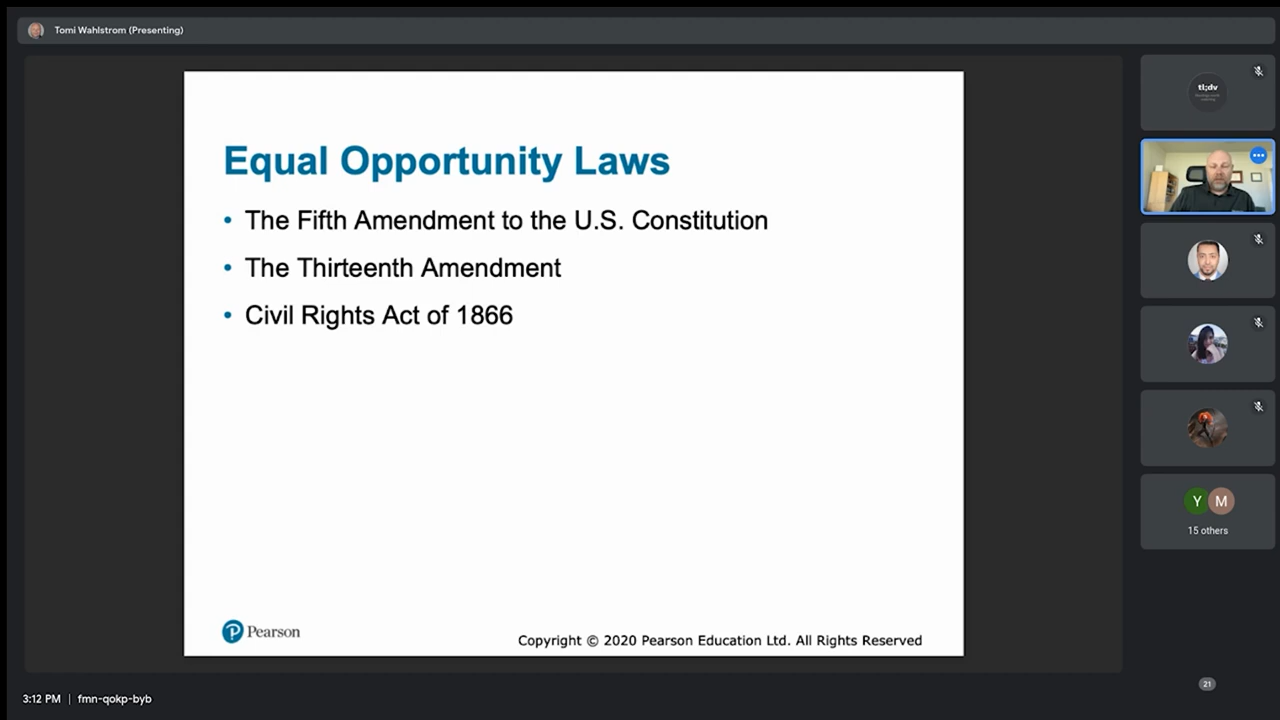 Tomi Wahlstrom (Presenting)
tl;dv
Equal Opportunity Laws
• The Fifth Amendment to the U.S. Constitution
• The Thirteenth Amendment
• Civil Rights Act of 1866
Y M
15 others
Pearson
Copyright © 2020 Pearson Education Ltd. All Rights Reserved
21
3:12 PM | fmn-qokp-byb